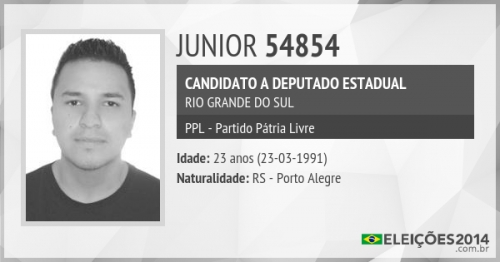 JUNIOR 54854
CANDIDATO A DEPUTADO ESTADUAL
RIO GRANDE DO SUL
PPL - Partido Pátria Livre
Idade: 23 anos (23-03-1991)
Naturalidade: RS - Porto Alegre
ELEIÇÕES2014
.com.br